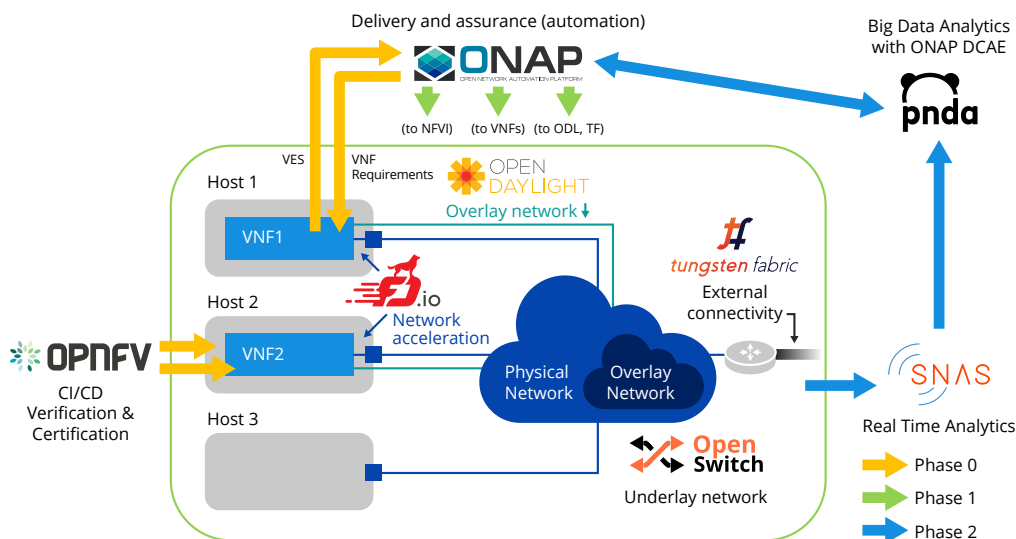 Delivery and assurance (automation)
ONAP
OPEN NETWORK AUTOMATION PLATFORM
Big Data Analytics
with ONAP DCAE
pnda
(to NFVI)
(to VNFs)
(to ODL, TF)
VES
VNF
Requirements
OPEN
DAYLIGHT
Overlay network
Host 1
VNF1
tungsten fabric
External
connectivity
FD.io
Network
acceleration
Host 2
VNF2
OPNFV
CI/CD
Verification &
Certification
Physical
Network
Overlay
Network
SNAS
Real Time Analytics
Host 3
Open
Switch
Underlay network
Phase 0
Phase 1
Phase 2